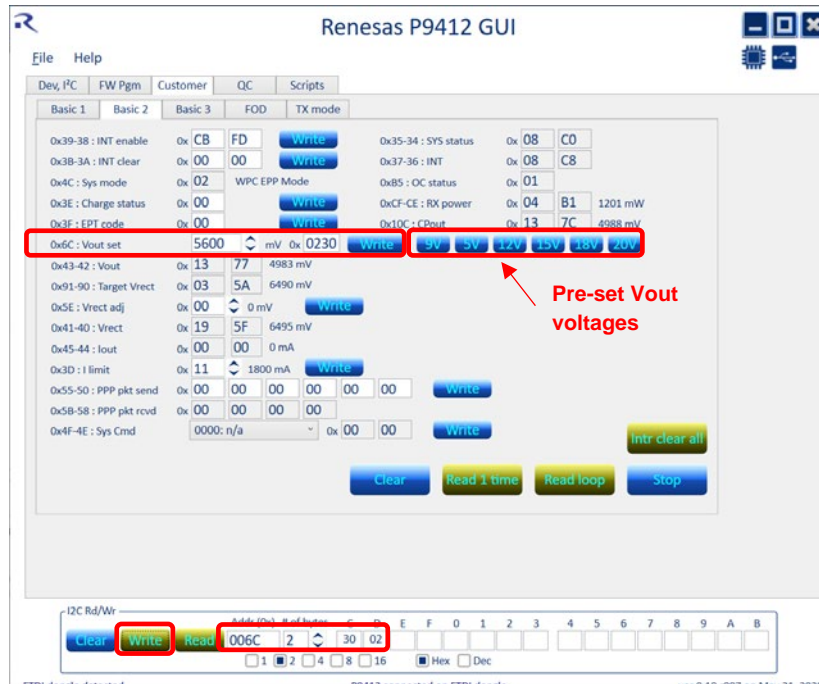 Renesas P9412 GUI
File Help
Dev, I²C FW Pgm Customer QC Scripts
Basic 1 Basic 2 Basic 3 FOD TX mode
0x39-38 : INT enable 0x CB FD Write 0x35-34 : SYS status 0x 08 C0
0x3B-3A : INT clear 0x 00 00 Write 0x37-36 : INT 0x 08 C8
0x4C : Sys mode 0x 02 WPC EPP Mode 0xB5 : OC status 0x 01
0x3E : Charge status 0x 00 Write 0xCF-CE : RX power 0x 04 B1 1201 mW
0x3F : EPT code 0x 00 Write 0x10C : CPout 0x 13 7C 4988 mV
0x6C : Vout set 5600 mV 0x 0230 Write 9V 5V 12V 15V 18V 20V
0x43-42 : Vout 0x 13 77 4983 mV
0x91-90 : Target Vrect 0x 03 5A 6490 mV
Pre-set Vout
voltages
0x5E : Vrect adj 0x 00 0 mV Write
0x41-40 : Vrect 0x 19 5F 6495 mV
0x45-44 : Iout 0x 00 00 0 mA
0x3D : I limit 0x 11 1800 mA Write
0x55-50 : PPP pkt send 0x 00 00 00 00 00 00 Write
0x5B-58 : PPP pkt rcvd 0x 00 00 00 00
0x4F-4E : Sys Cmd 0000: n/a 0x 00 00 Write
Intr clear all
Clear Read 1 time Read loop Stop
I2C Rd/Wr
Addr (0x) # of bytes C D E F 0 1 2 3 4 5 6 7 8 9 A B
Clear Write Read 006C 2 30 02
1 2 4 8 16 Hex Dec